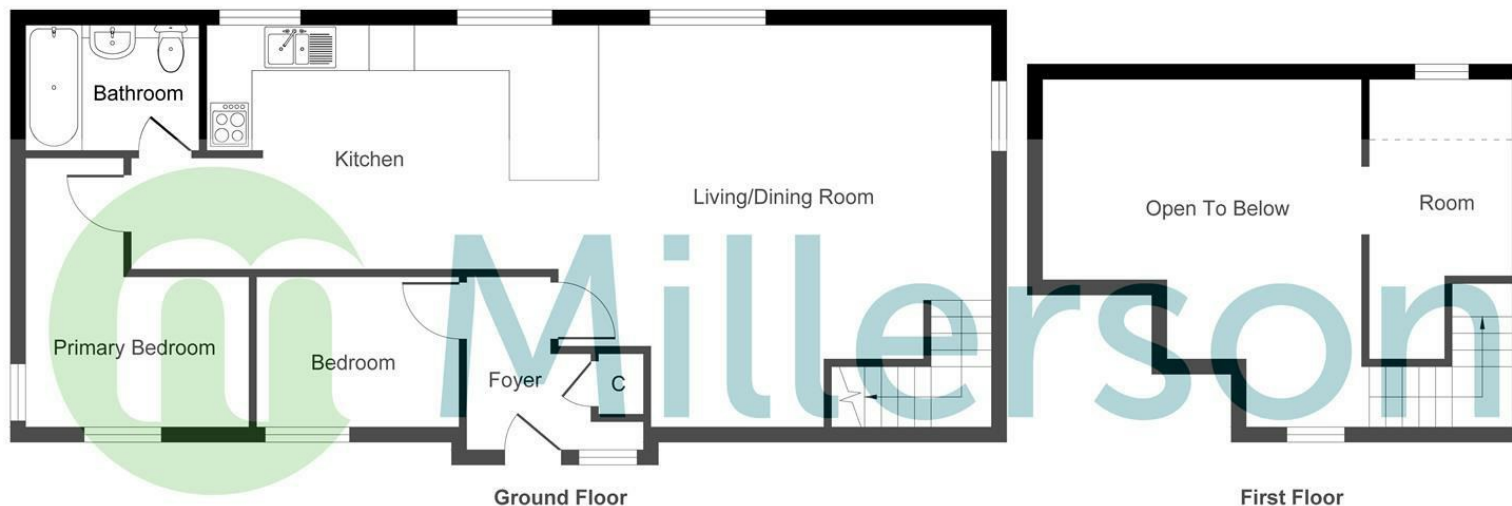 Bathroom
Kitchen
Living/Dining Room
Open To Below
Room
Primary Bedroom
Bedroom
Foyer
C
m Millerson
Ground Floor
First Floor